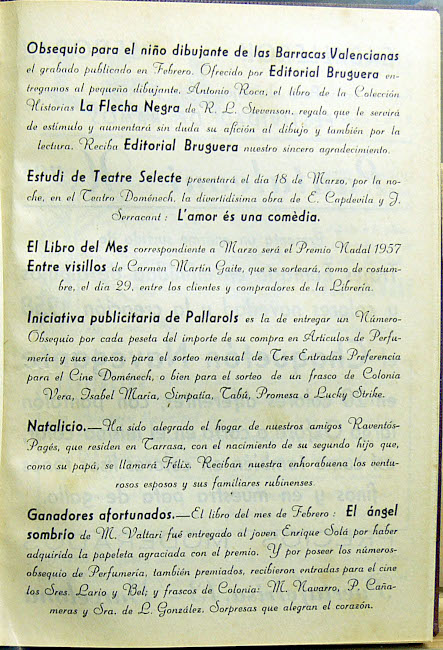 Obsequio para el niño dibujante de las Barracas Valencianas
el grabado publicado en Febrero. Ofrecido por Editorial Bruguera en-
tregamos al pequeño dibujante, Antonio Roca, el libro de la Colección
Historias La Flecha Negra de R. L. Stevenson, regalo que le servirá
de estímulo y aumentará sin duda su afición al dibujo y también por la
lectura. Reciba Editorial Bruguera nuestro sincero agradecimiento.
Estudi de Teatre Selecte presentará el día 18 de Marzo, por la no-
che, en el Teatro Doménech, la divertidísima obra de E. Capdevila y J.
Serracant: L'amor és una comèdia.
El Libro del Mes correspondiente a Marzo será el Premio Nadal 1957
Entre visillos de Carmen Martín Gaite, que se sorteará, como de costum-
bre, el día 29, entre los clientes y compradores de la Librería.
Iniciativa publicitaria de Pallarols es la de entregar un Número-
Obsequio por cada peseta del importe de su compra en Artículos de Perfu-
mería y sus anexos, para el sorteo mensual de Tres Entradas Preferencia
para el Cine Doménech, o bien para el sorteo de un frasco de Colonia
Vera, Isabel María, Simpatía, Tabú, Promesa o Lucky Strike.
Natalicio.—Ha sido alegrado el hogar de nuestros amigos Raventós-
Pagés, que residen en Tarrasa, con el nacimiento de su segundo hijo que,
como su papá, se llamará Félix. Reciban nuestra enhorabuena los ventu-
rosos esposos y sus familiares rubinenses.
Ganadores afortunados.—El libro del mes de Febrero: El ángel
sombrío de M. Valtari fué entregado al joven Enrique Solá por haber
adquirido la papeleta agraciada con el premio. Y por poseer los números-
obsequio de Perfumería, también premiados, recibieron entradas para el cine
los Sres. Lario y Bel; y frascos de Colonia: M. Navarro, P. Caña-
meras y Sra. de L. González. Sorpresas que alegran el corazón.